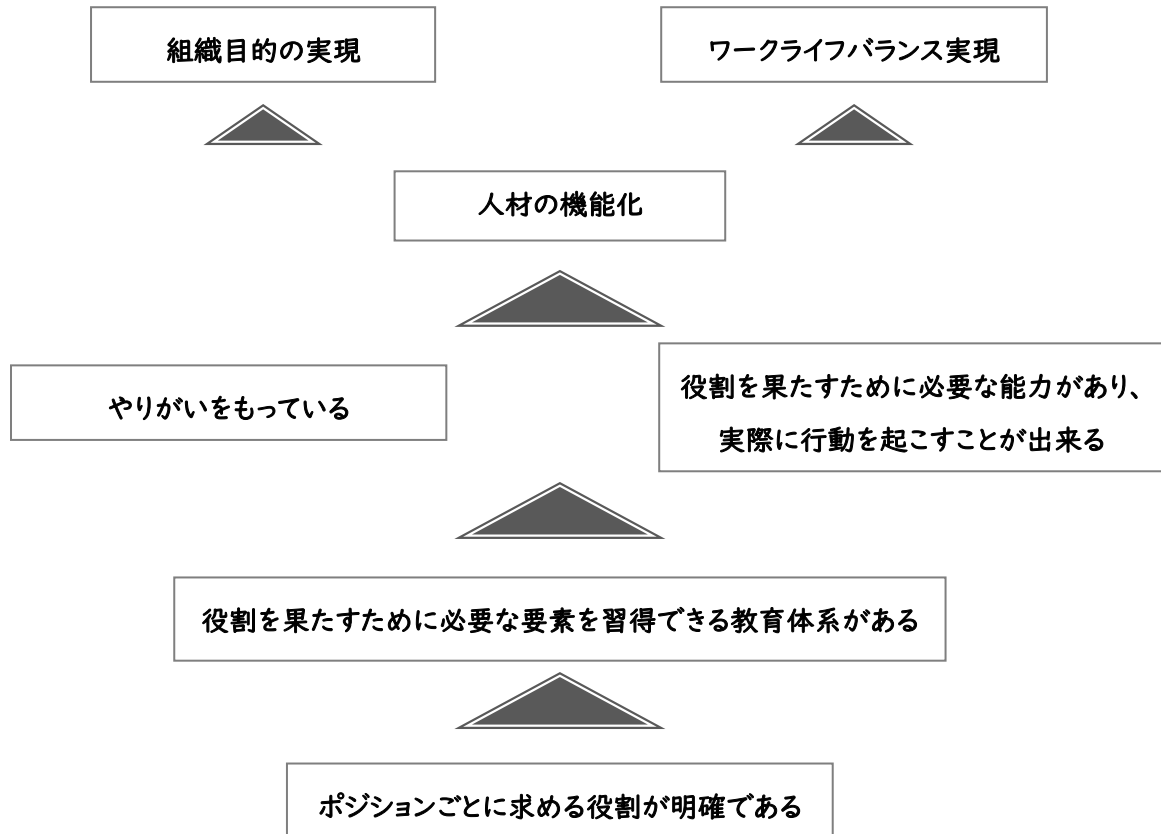 組織目的の実現
ワークライフバランス実現
人材の機能化
やりがいをもっている
役割を果たすために必要な能力があり、
実際に行動を起こすことが出来る
役割を果たすために必要な要素を習得できる教育体系がある
ポジションごとに求める役割が明確である